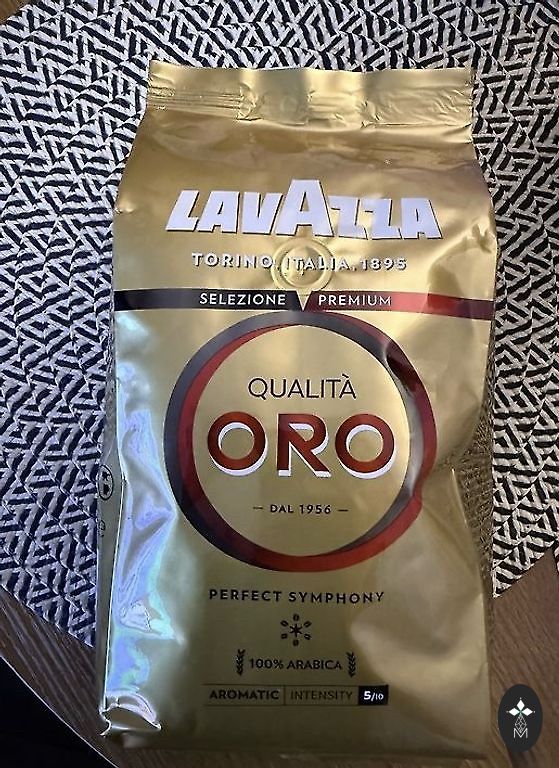 LAVAZZA
TORINO, ITALIA, 1895
SELEZIONE PREMIUM
QUALITÀ
ORO
— DAL 1956 —
PERFECT SYMPHONY
100% ARABICA
AROMATIC INTENSITY 5/10